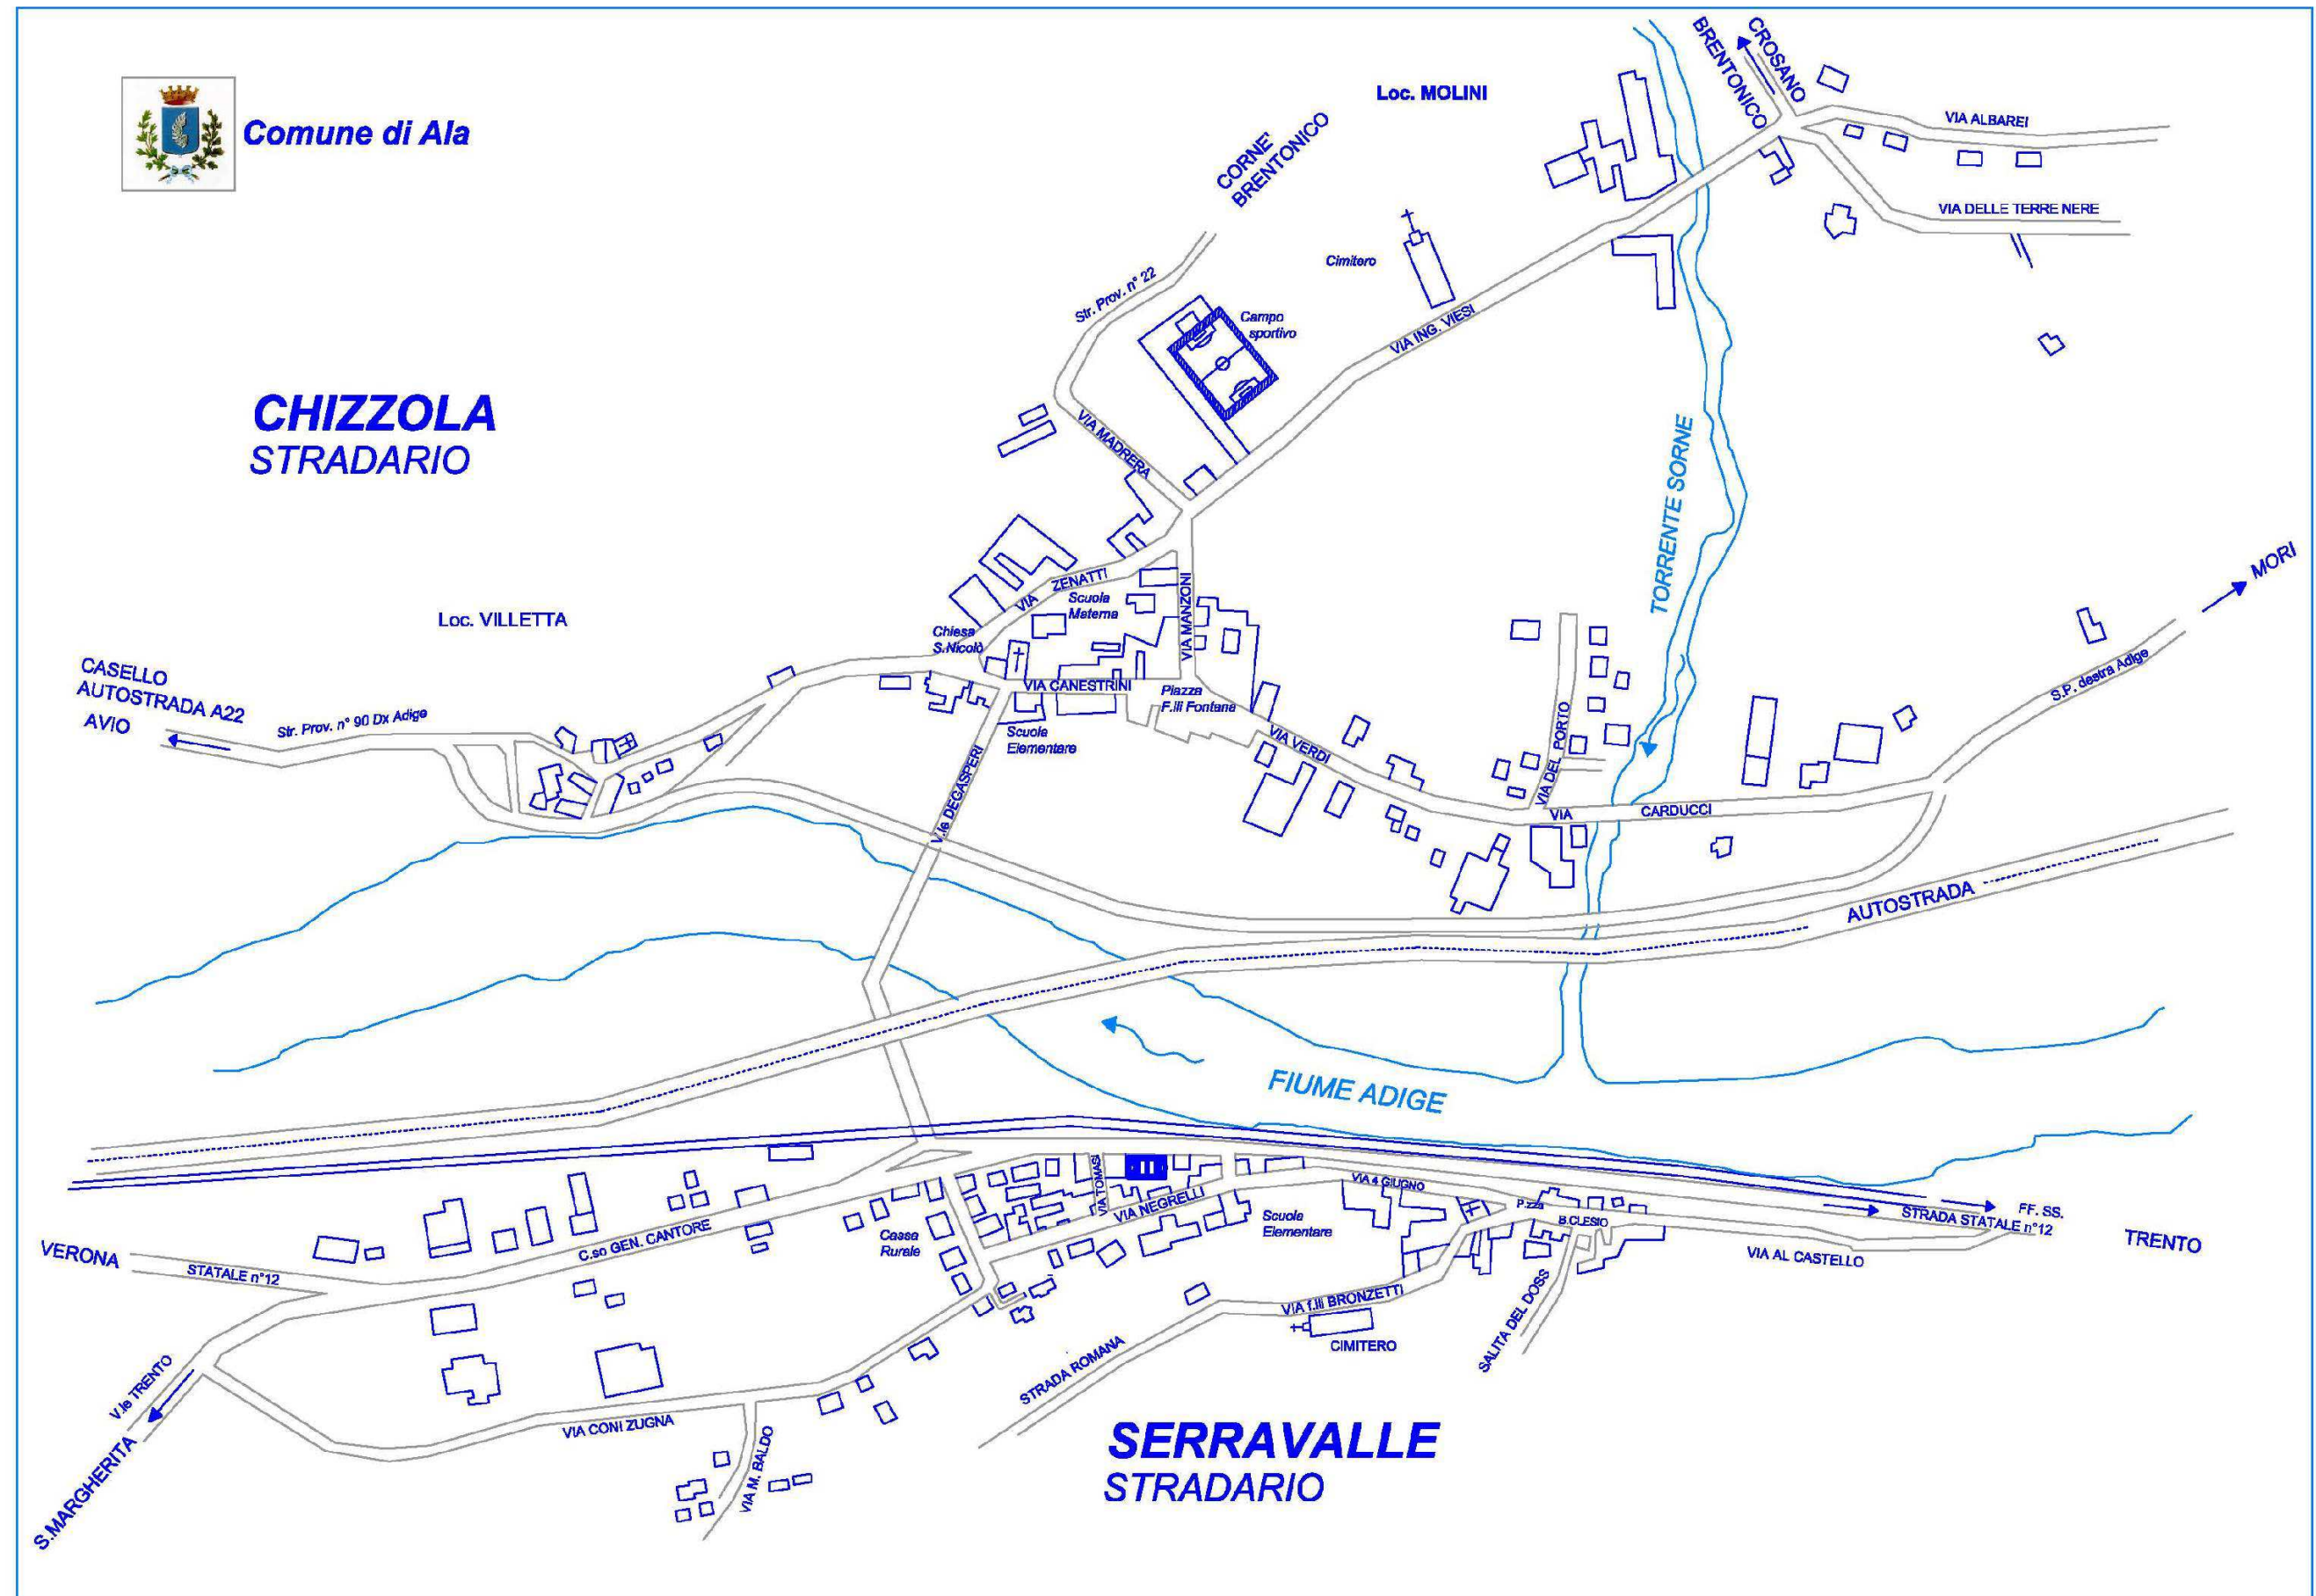 Comune di Ala
Loc. MOLINI
BRENTONICO
CROSANO
VIA ALBAREI
VIA DELLE TERRE NERE
CORNE'
BRENTONICO
Cimitero
Str. Prov. n° 22
Campo
sportivo
VIA ING. VIESI
CHIZZOLA
STRADARIO
VIA MADRERA
TORRENTE SORNE
MORI
VIA ZENATTI
Scuola
Materna
VIA MANZONI
Loc. VILLETTA
Chiesa
S.Nicolò
CASELLO
AUTOSTRADA A22
AVIO
Str. Prov. n° 90 Dx Adige
VIA CANESTRINI
Piazza
F.lli Fontana
S.P. destra Adige
Scuola
Elementare
VIA VERDI
VIA DEL PORTO
V.le DEGASPERI
VIA CARDUCCI
AUTOSTRADA
FIUME ADIGE
VIA TOMASI
VIA NEGRELLI
VIA 4 GIUGNO
P.zza
B.CLESIO
FF. SS.
STRADA STATALE n°12
TRENTO
VIA AL CASTELLO
Scuola
Elementare
Cassa
Rurale
C.so GEN. CANTORE
VERONA
STATALE n°12
SALITA DEL DOSS
VIA f.lli BRONZETTI
CIMITERO
STRADA ROMANA
V.le TRENTO
S.MARGHERITA
VIA CONI ZUGNA
VIA M. BALDO
SERRAVALLE
STRADARIO